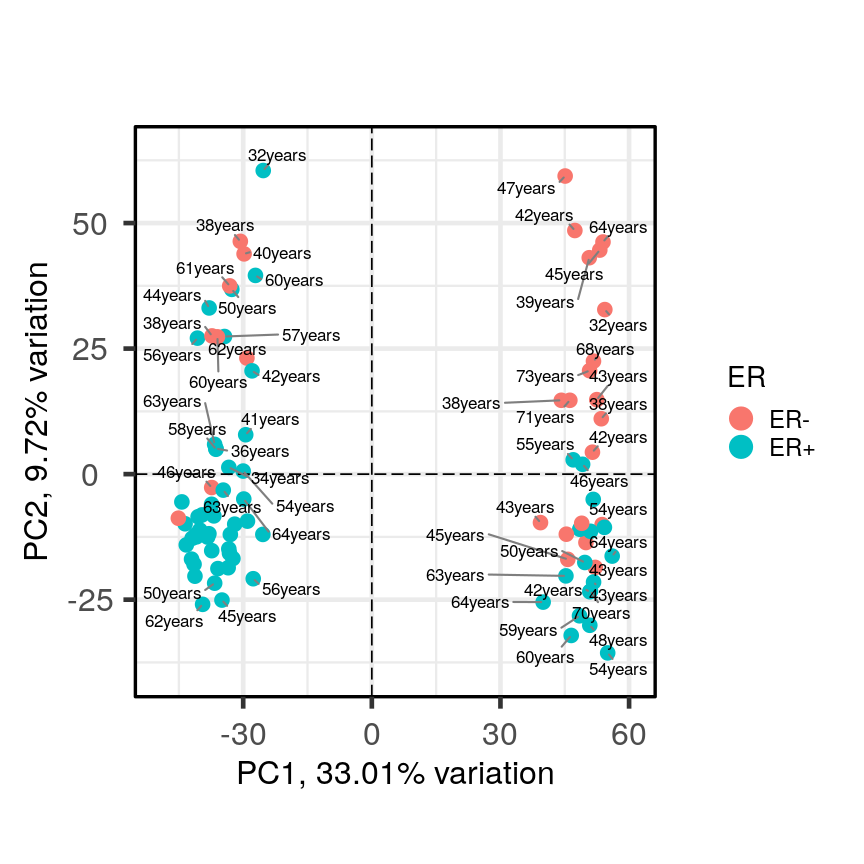 32years
47years
42years
38years
64years
40years
61years
45years
60years
44years
50years
39years
38years
57years
32years
62years
68years
56years
60years
42years
73years
43years
63years
38years
38years
41years
71years
58years
42years
36years
55years
46years
34years
46years
63years
54years
43years
54years
64years
45years
64years
50years
43years
63years
50years
56years
42years
43years
64years
62years
45years
70years
59years
48years
60years
54years
50
25
0
-25
-30
0
30
60
PC1, 33.01% variation
PC2, 9.72% variation
ER
ER-
ER+